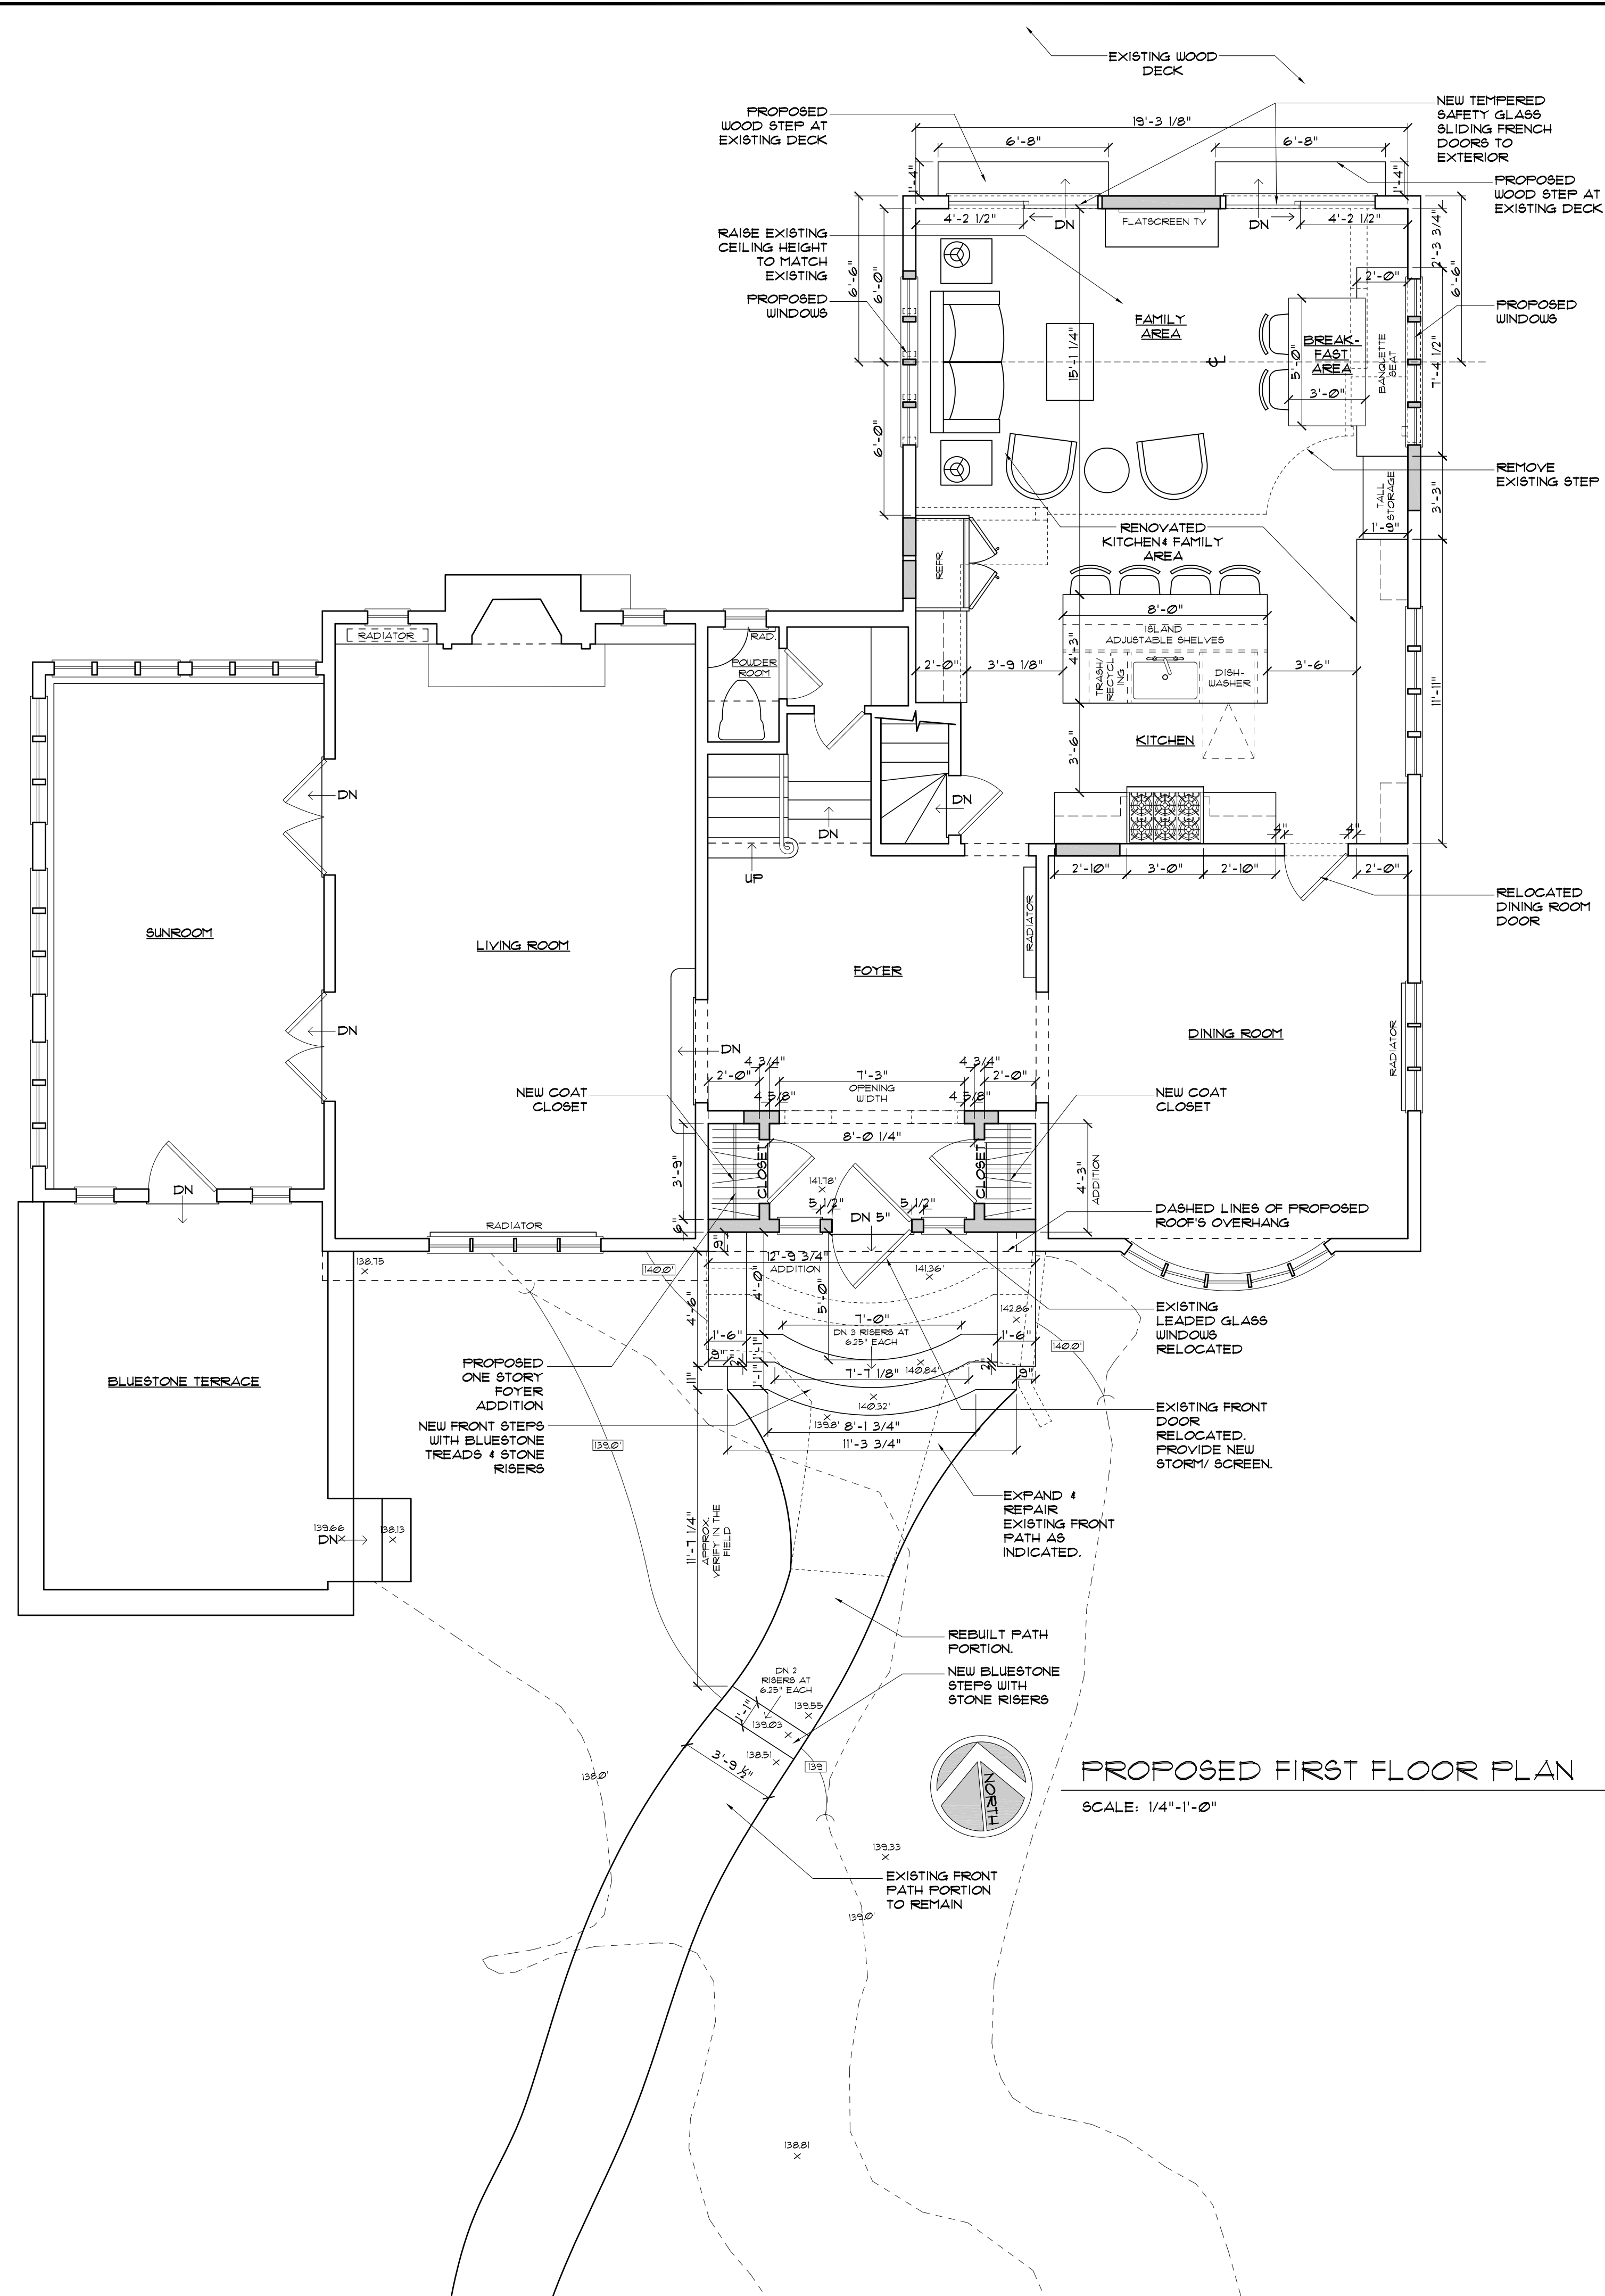 EXISTING WOOD
DECK
PROPOSED
WOOD STEP AT
EXISTING DECK
NEW TEMPERED
SAFETY GLASS
SLIDING FRENCH
DOORS TO
EXTERIOR
19'-3 1/8"
6'-8"
6'-8"
1'-4"
1'-4"
PROPOSED
WOOD STEP AT
EXISTING DECK
4'-2 1/2"
DN
FLATSCREEN TV
DN
4'-2 1/2"
2'-3 3/4"
RAISE EXISTING
CEILING HEIGHT
TO MATCH
EXISTING
6'-6"
6'-0"
2'-0"
6'-6"
PROPOSED
WINDOWS
PROPOSED
WINDOWS
FAMILY
AREA
15'-1 1/4"
BREAK-
FAST
AREA
5'-0"
3'-0"
BANQUETTE
SEAT
7'-4 1/2"
6'-0"
REMOVE
EXISTING STEP
TALL
STORAGE
3'-3"
RENOVATED
KITCHEN & FAMILY
AREA
REFR.
8'-0"
ISLAND
ADJUSTABLE SHELVES
4'-3"
2'-0"
3'-9 1/8"
TRASH/
RECYCL-
ING
DISH-
WASHER
3'-6"
11'-11"
3'-6"
KITCHEN
RADIATOR
RAD.
POWDER
ROOM
DN
DN
DN
UP
4"
4"
2'-10"
3'-0"
2'-10"
2'-0"
RELOCATED
DINING ROOM
DOOR
SUNROOM
LIVING ROOM
FOYER
RADIATOR
DINING ROOM
RADIATOR
DN
DN
4 3/4"
4 3/4"
2'-0"
7'-3"
2'-0"
OPENING
WIDTH
4 5/8"
4 5/8"
NEW COAT
CLOSET
NEW COAT
CLOSET
8'-0 1/4"
3'-9"
CLOSET
CLOSET
4'-3"
ADDITION
141.78'
5 1/2"
5 1/2"
DN 5"
DN
DASHED LINES OF PROPOSED
ROOF'S OVERHANG
RADIATOR
6"
9"
12'-9 3/4"
ADDITION
138.75
140.0'
141.36'
4'-6"
4'-0"
5'-0"
142.86'
EXISTING
LEADED GLASS
WINDOWS
RELOCATED
7'-0"
DN 3 RISERS AT
6.25" EACH
1'-6"
1'-6"
140.0'
9"
2"
1'-1"
140.84'
2"
9"
7'-7 1/8"
11"
1'-1"
140.32'
139.8'
8'-1 3/4"
11'-3 3/4"
PROPOSED
ONE STORY
FOYER
ADDITION
BLUESTONE TERRACE
NEW FRONT STEPS
WITH BLUESTONE
TREADS & STONE
RISERS
139.0'
EXISTING FRONT
DOOR
RELOCATED.
PROVIDE NEW
STORM/ SCREEN.
EXPAND &
REPAIR
EXISTING FRONT
PATH AS
INDICATED.
139.66
DN
138.13
11'-7 1/4"
APPROX.
VERIFY IN THE
FIELD
REBUILT PATH
PORTION.
NEW BLUESTONE
STEPS WITH
STONE RISERS
DN 2
RISERS AT
6.25" EACH
1'-1"
139.55
139.03
138.51
3'-9 ½"
139
138.0'
NORTH
PROPOSED FIRST FLOOR PLAN
SCALE: 1/4"-1'-0"
139.33
EXISTING FRONT
PATH PORTION
TO REMAIN
139.0'
138.81